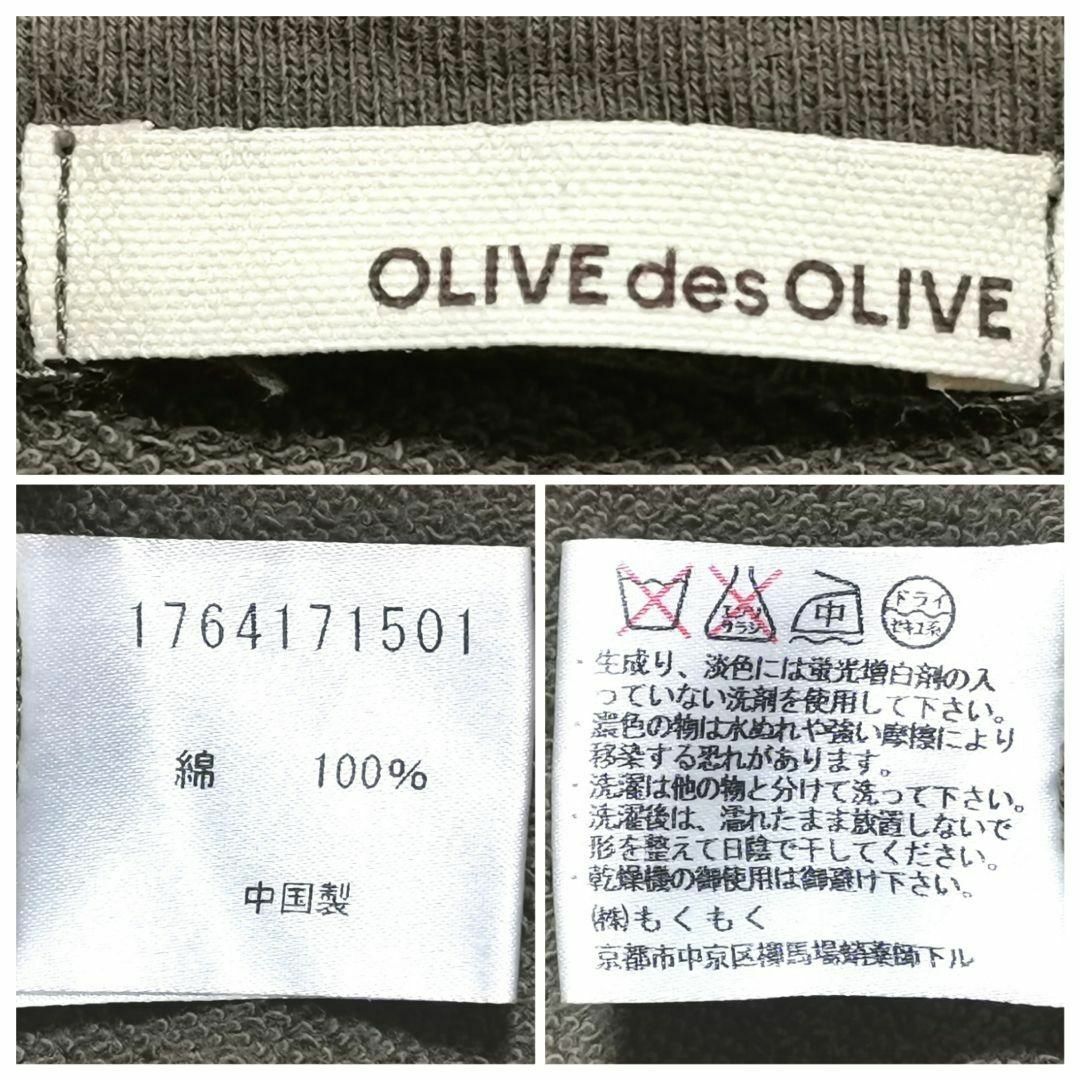 OLIVE des OLIVE
1764171501
綿 100%
中国製
エンソ
サラシ
中
ドライ
セキユ系
・生成り、淡色には蛍光増白剤の入
っていない洗剤を使用して下さい。
・濃色の物は水ぬれや強い摩擦により
移染する恐れがあります。
・洗濯は他の物と分けて洗って下さい。
・洗濯後は、濡れたまま放置しないで
形を整えて日陰で干してください。
・乾燥機の御使用は御避け下さい。
㈱もくもく
京都市中京区柳馬場蛸薬師下ル